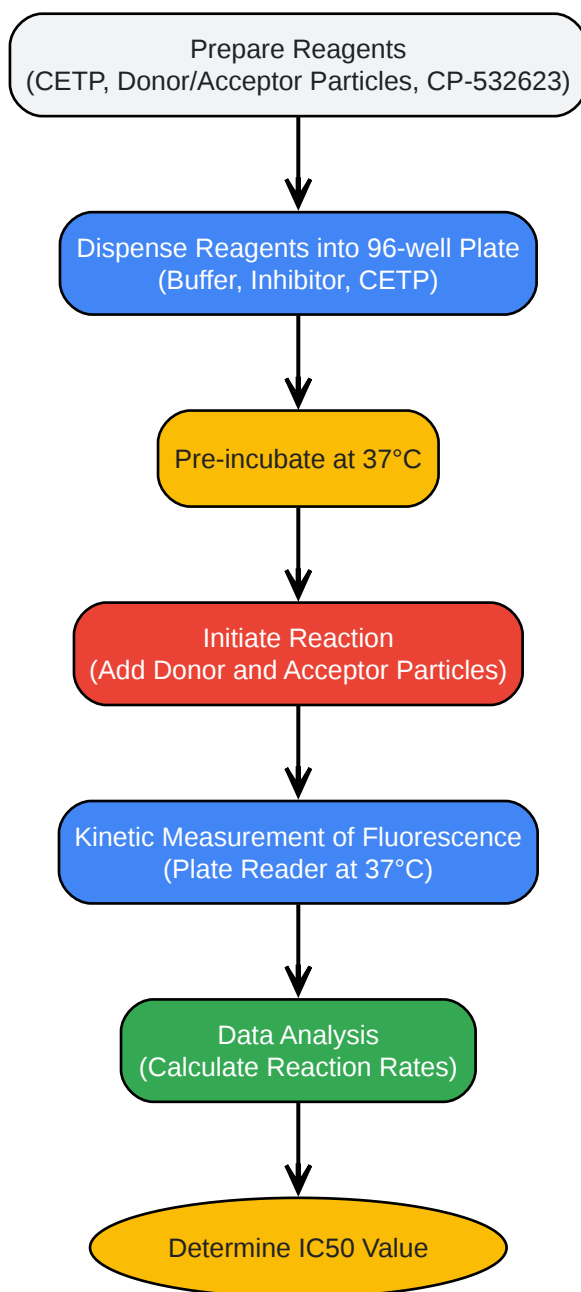 Prepare Reagents
(CETP, Donor/Acceptor Particles, CP-532623)
Dispense Reagents into 96-well Plate
(Buffer, Inhibitor, CETP)
Pre-incubate at 37°C
Initiate Reaction
(Add Donor and Acceptor Particles)
Kinetic Measurement of Fluorescence
(Plate Reader at 37°C)
Data Analysis
(Calculate Reaction Rates)
Determine IC50 Value